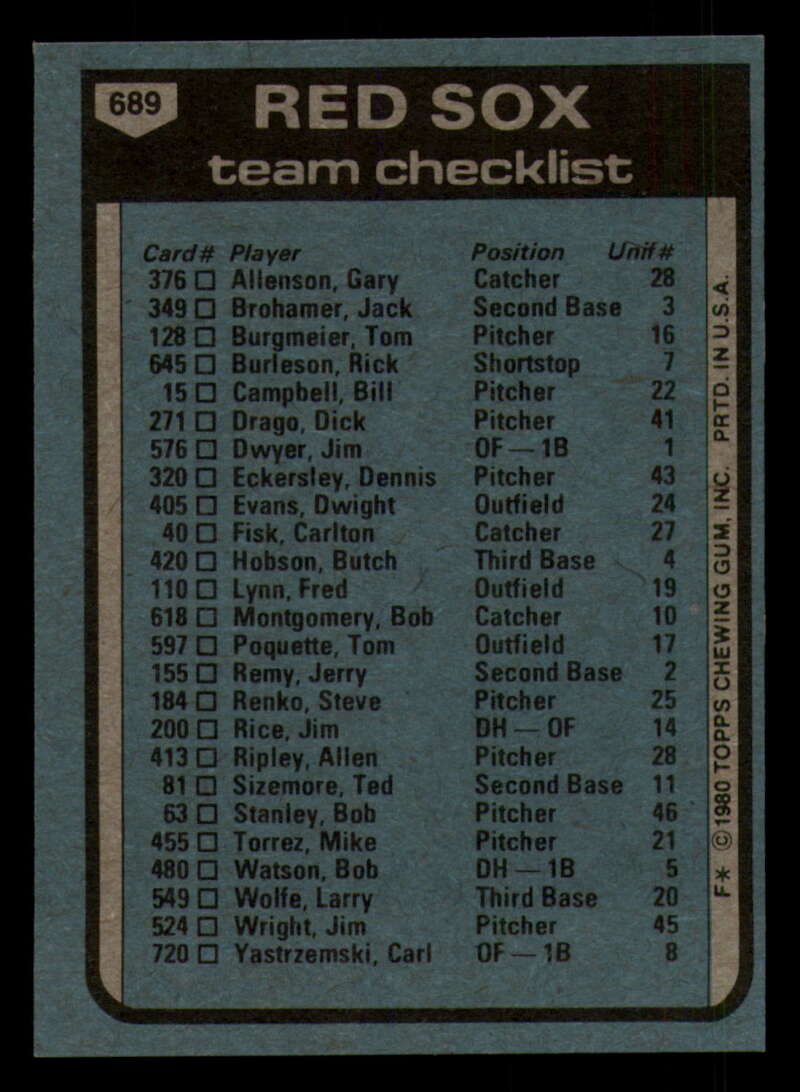 689
RED SOX
team checklist
Card# Player Position Unif#
376 Allenson, Gary Catcher 28
349 Brohamer, Jack Second Base 3
128 Burgmeier, Tom Pitcher 16
645 Burleson, Rick Shortstop 7
15 Campbell, Bill Pitcher 22
271 Drago, Dick Pitcher 41
576 Dwyer, Jim OF — 1B 1
320 Eckersley, Dennis Pitcher 43
405 Evans, Dwight Outfield 24
40 Fisk, Carlton Catcher 27
420 Hobson, Butch Third Base 4
110 Lynn, Fred Outfield 19
618 Montgomery, Bob Catcher 10
597 Poquette, Tom Outfield 17
155 Remy, Jerry Second Base 2
184 Renko, Steve Pitcher 25
200 Rice, Jim DH — OF 14
413 Ripley, Allen Pitcher 28
81 Sizemore, Ted Second Base 11
63 Stanley, Bob Pitcher 46
455 Torrez, Mike Pitcher 21
480 Watson, Bob DH — 1B 5
549 Wolfe, Larry Third Base 20
524 Wright, Jim Pitcher 45
720 Yastrzemski, Carl OF — 1B 8
F* © 1980 TOPPS CHEWING GUM, INC. PRTD. IN U.S.A.